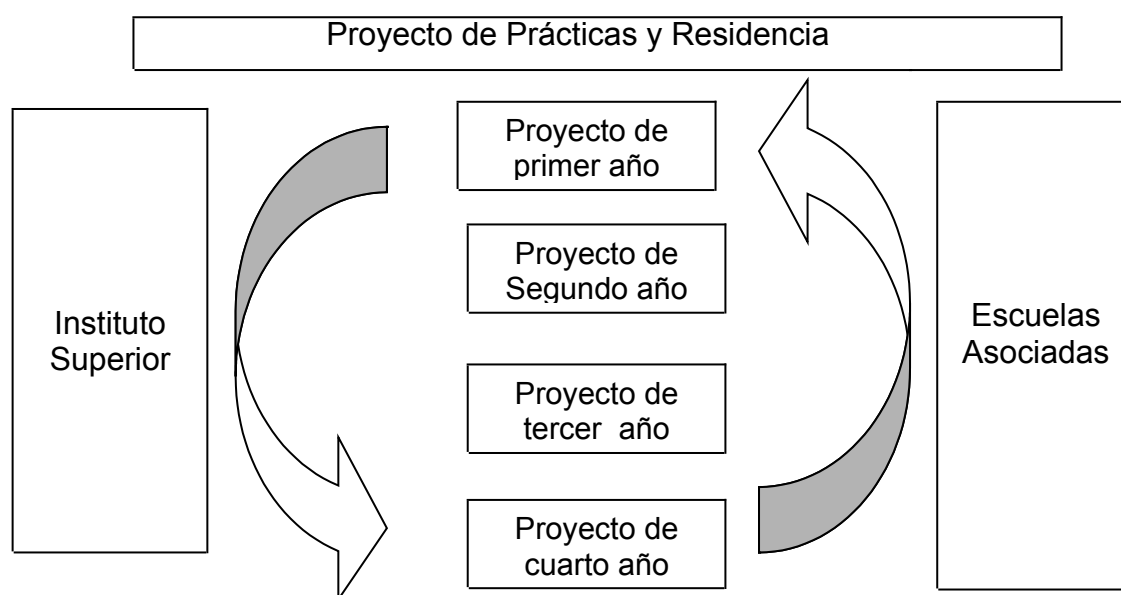 Proyecto de Prácticas y Residencia
Proyecto de
primer año
Proyecto de
Segundo año
Instituto
Superior
Escuelas
Asociadas
Proyecto de
tercer  año
Proyecto de
cuarto año